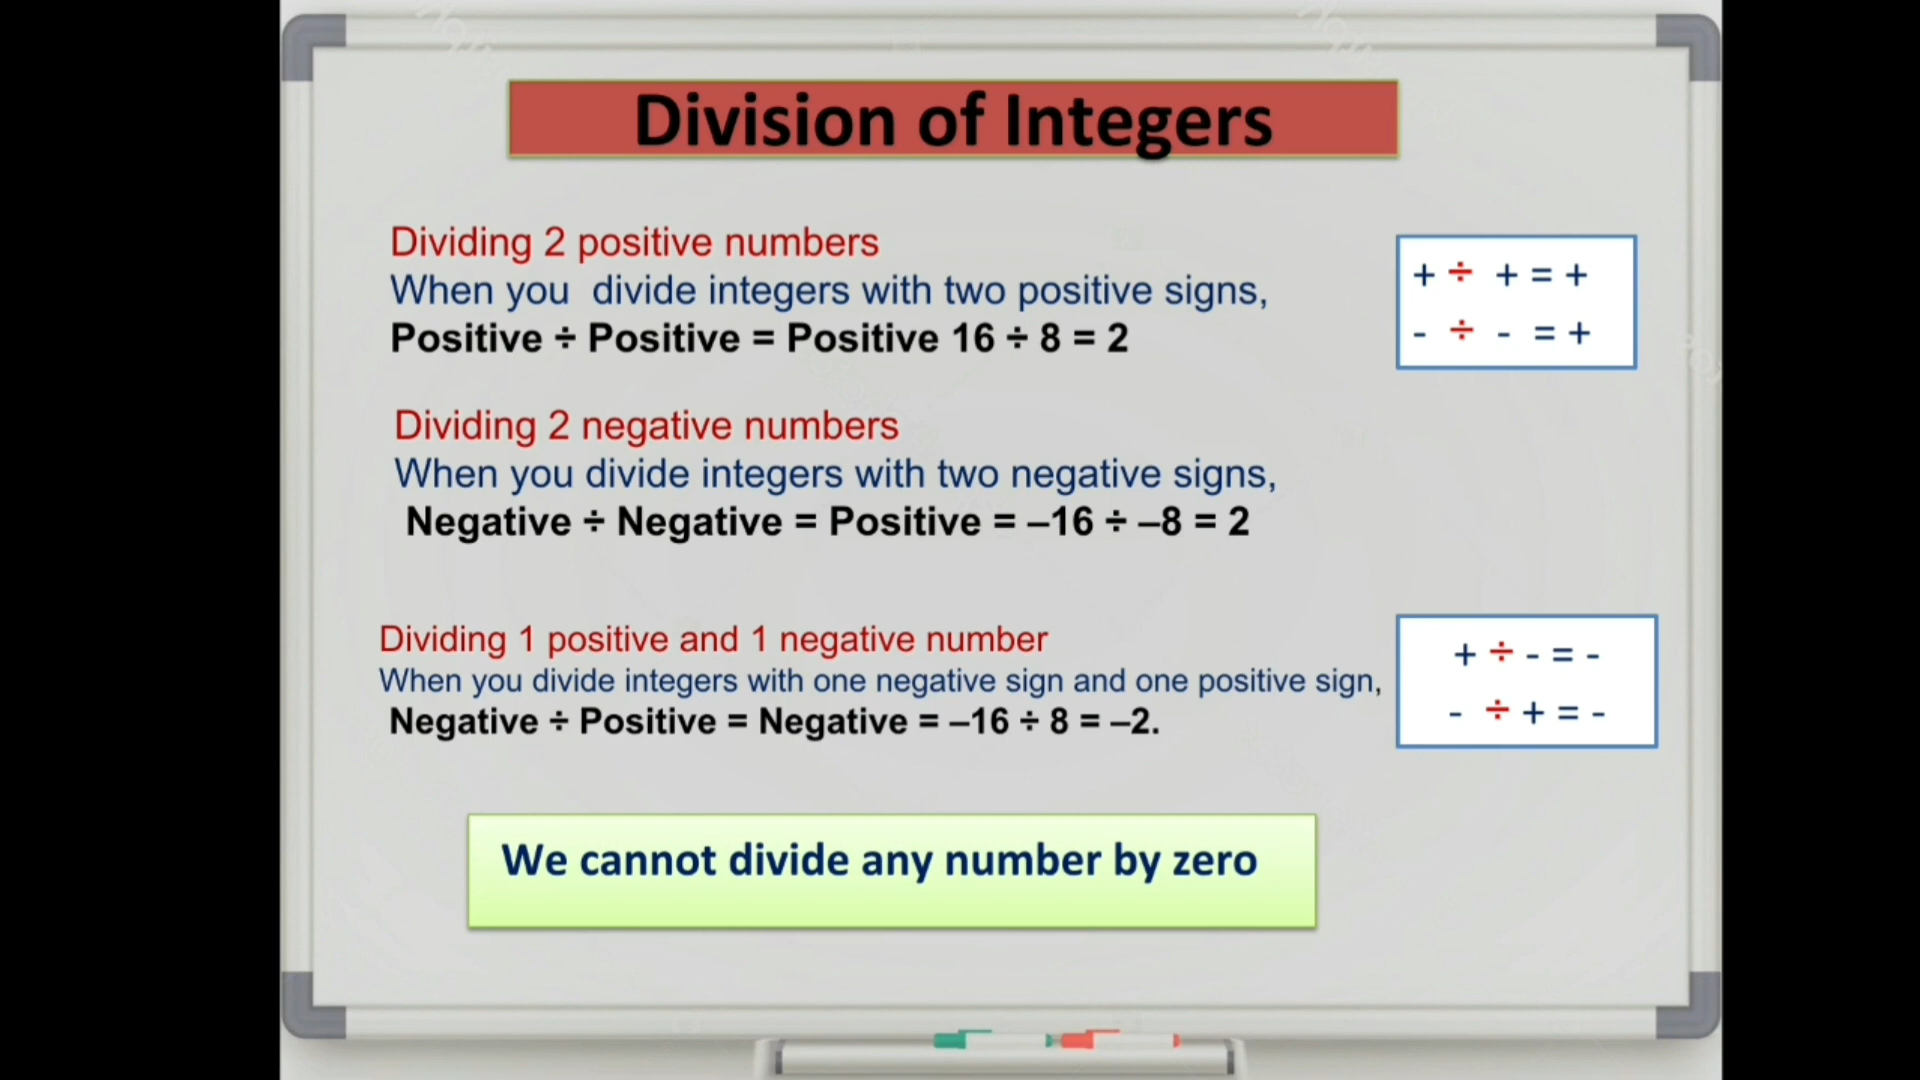 Division of Integers
Dividing 2 positive numbers
When you divide integers with two positive signs,
Positive ÷ Positive = Positive 16 ÷ 8 = 2
+ ÷ + = +
- ÷ - = +
Dividing 2 negative numbers
When you divide integers with two negative signs,
Negative ÷ Negative = Positive = –16 ÷ –8 = 2
Dividing 1 positive and 1 negative number
When you divide integers with one negative sign and one positive sign,
Negative ÷ Positive = Negative = –16 ÷ 8 = –2.
+ ÷ - = -
- ÷ + = -
We cannot divide any number by zero